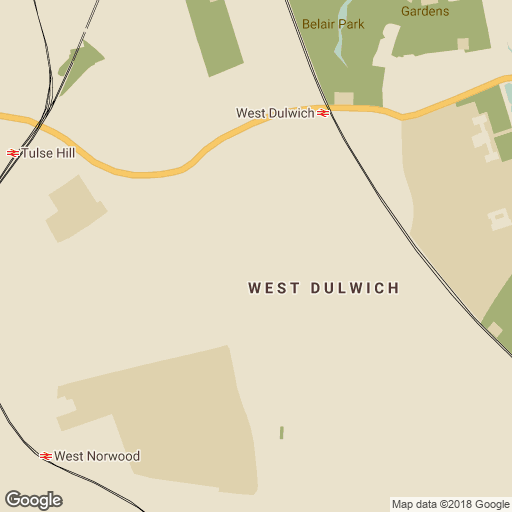 Gardens
Belair Park
West Dulwich
Tulse Hill
WEST DULWICH
West Norwood
Google
Map data ©2018 Google